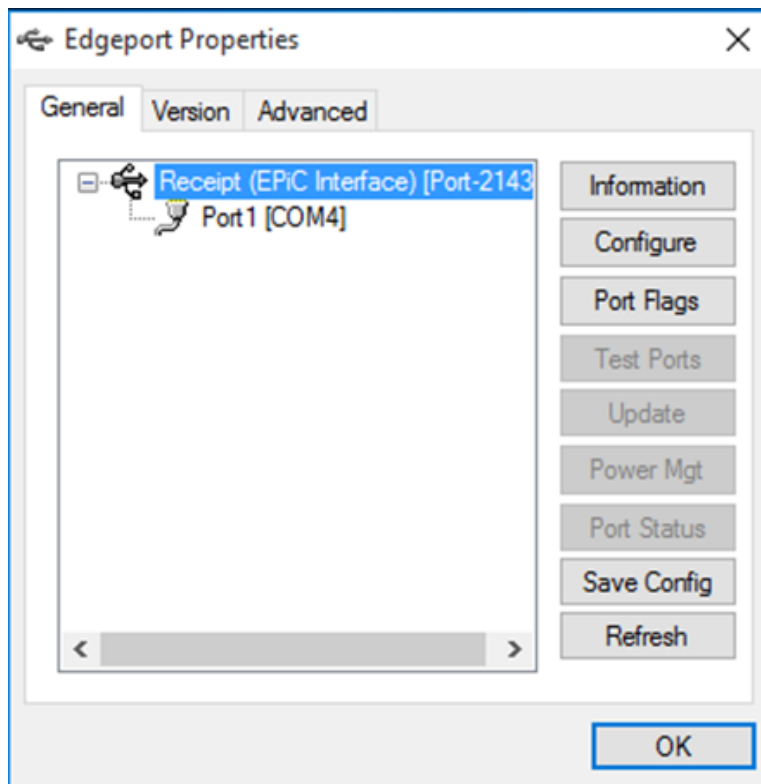 Edgeport Properties
General Version Advanced
Receipt (EPiC Interface) [Port-2143
Port1 [COM4]
Information
Configure
Port Flags
Test Ports
Update
Power Mgt
Port Status
Save Config
Refresh
OK